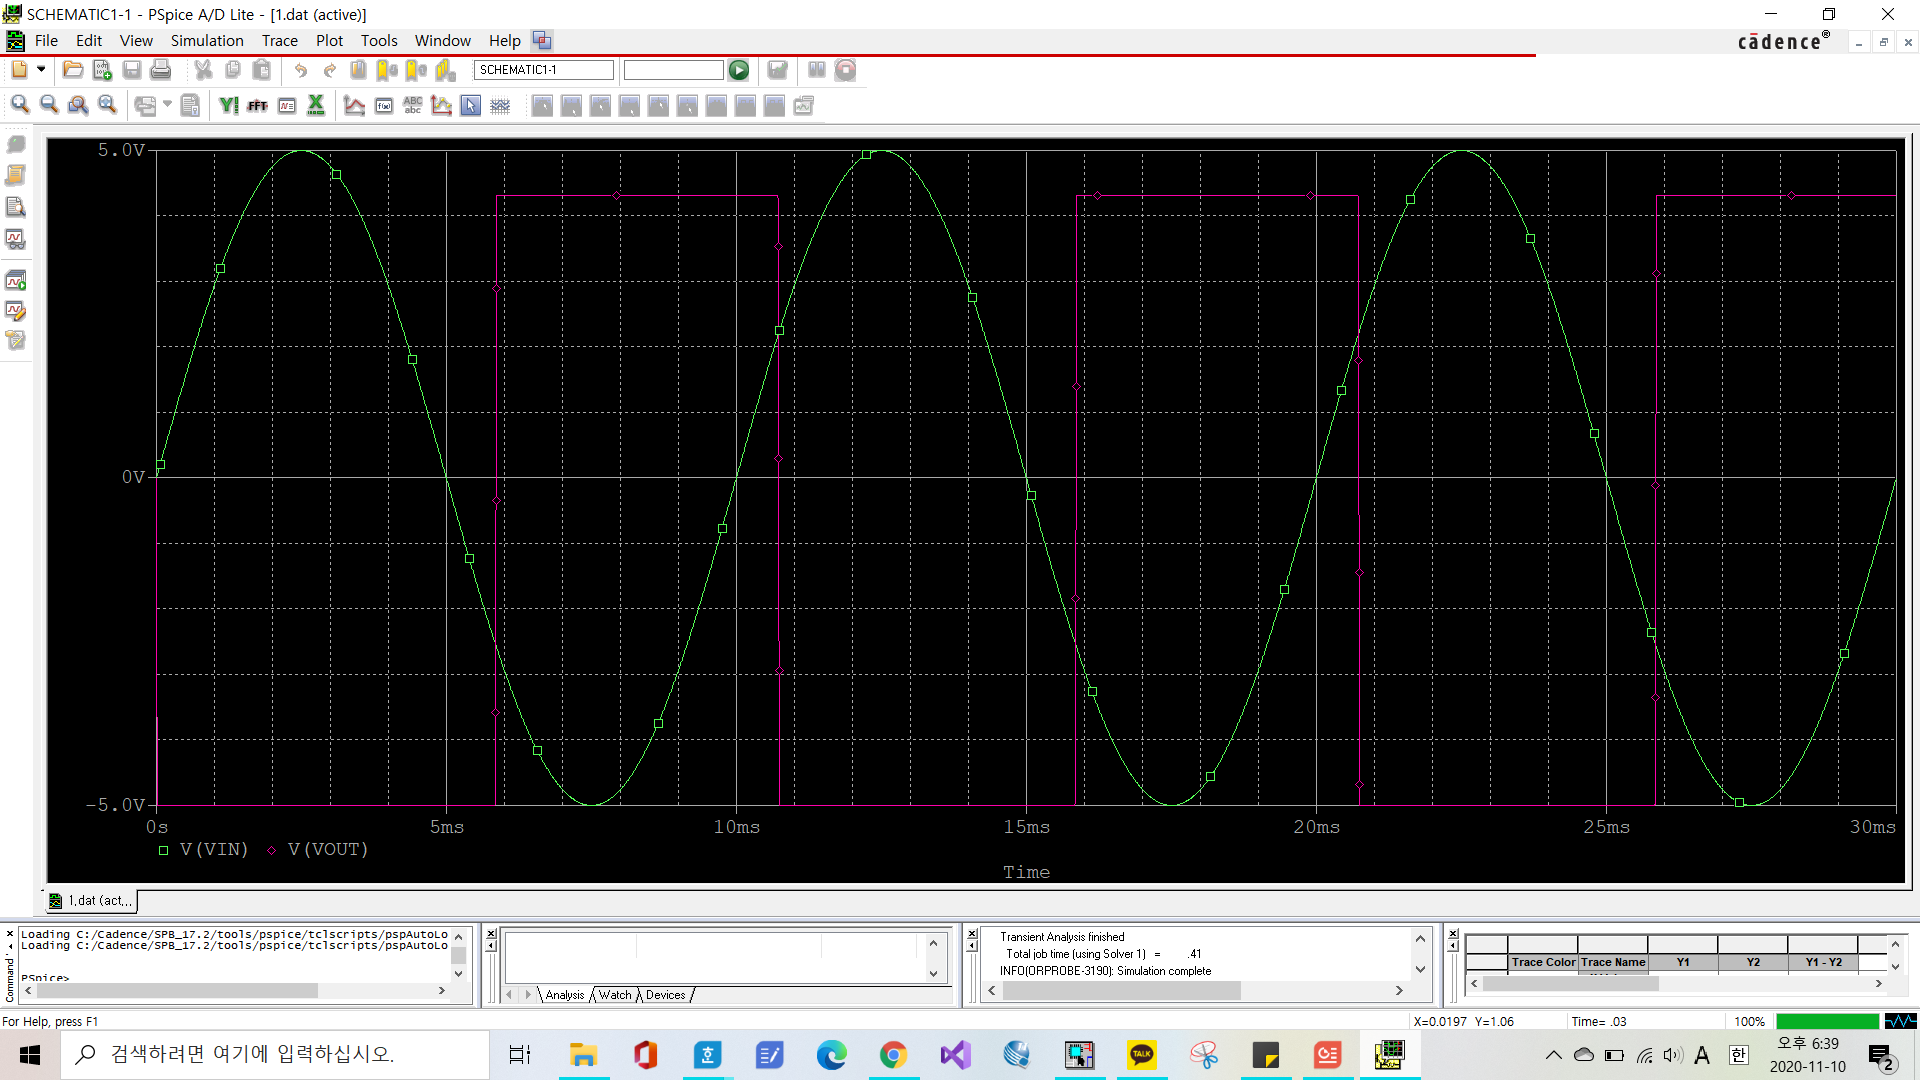 SCHEMATIC1-1 - PSpice A/D Lite - [1.dat (active)]
File Edit View Simulation Trace Plot Tools Window Help
cādence®
SCHEMATIC1-1
FFT
ABC
abc
5.0V
0V
-5.0V
0s 5ms 10ms 15ms 20ms 25ms 30ms
V(VIN) V(VOUT)
Time
1.dat (act...
Loading C:/Cadence/SPB_17.2/tools/pspice/tclscripts/pspAutoLo
Loading C:/Cadence/SPB_17.2/tools/pspice/tclscripts/pspAutoLo
PSpice>
Command
Analysis Watch Devices
Transient Analysis finished
Total job time (using Solver 1) = .41
INFO(ORPROBE-3190): Simulation complete
Trace Color Trace Name Y1 Y2 Y1 - Y2
For Help, press F1
X=0.0197 Y=1.06
Time= .03
100%
검색하려면 여기에 입력하십시오.
TALK
A
한
오후 6:39
2020-11-10
2